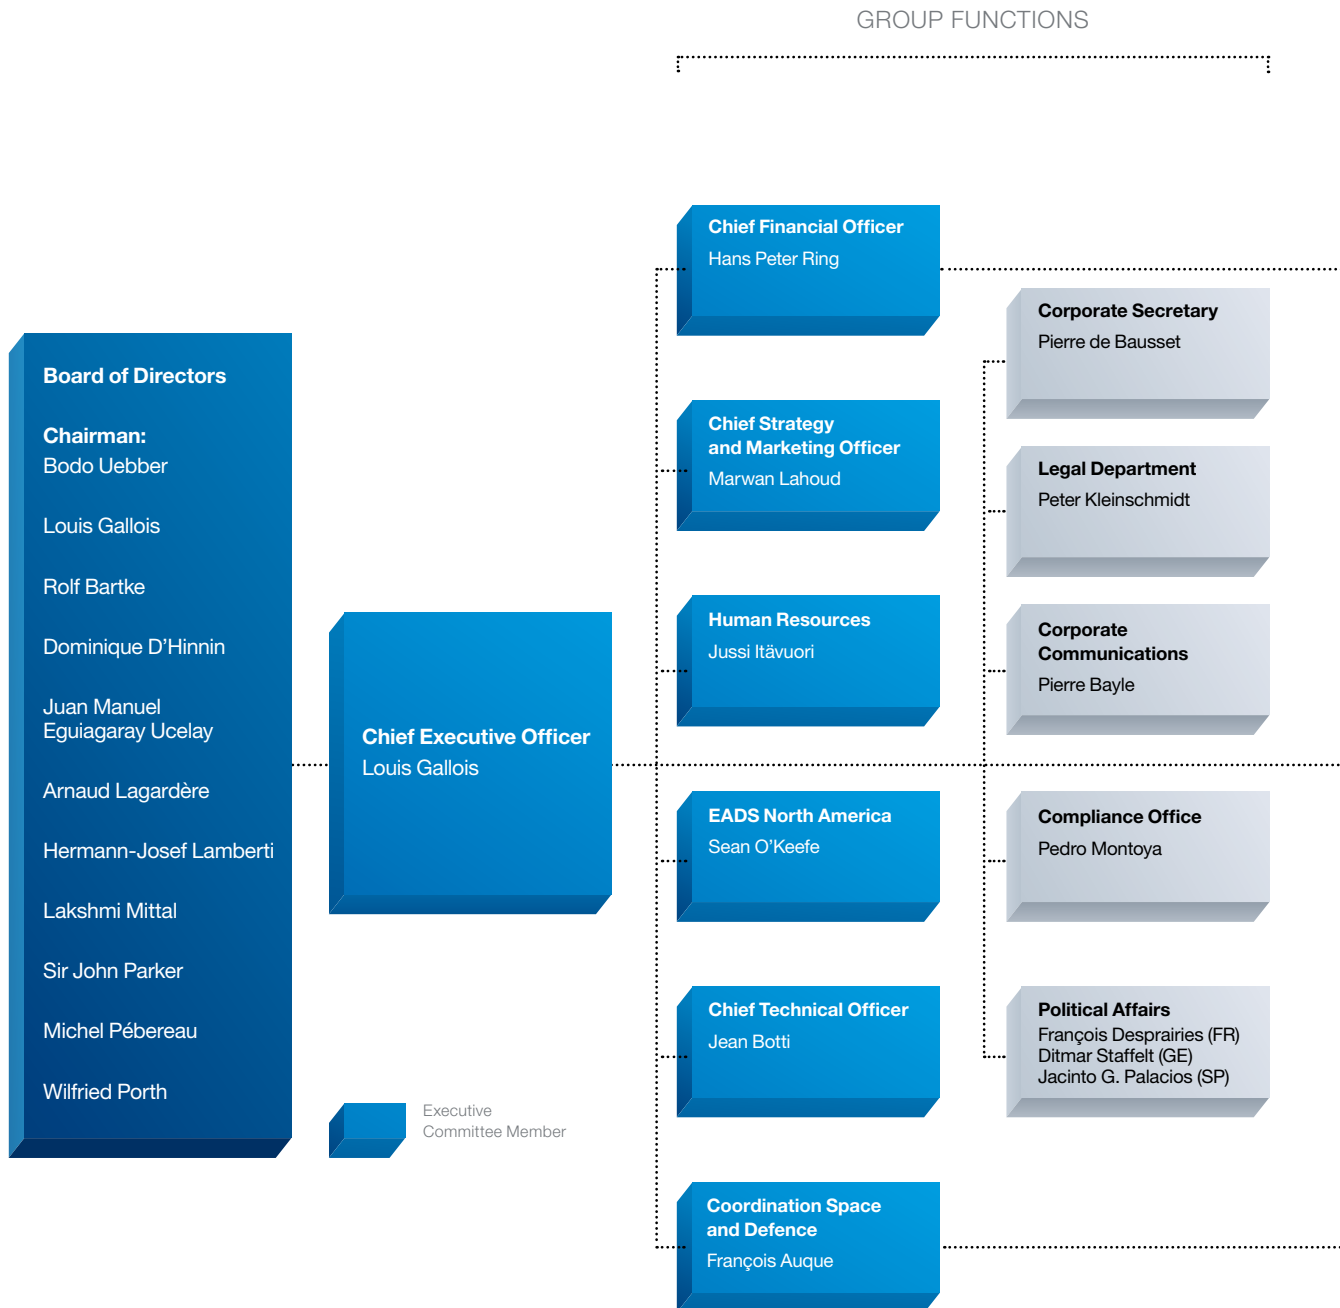 GROUP FUNCTIONS
Board of Directors
Chairman:
Bodo Uebber
Louis Gallois
Rolf Bartke
Dominique D’Hinnin
Juan Manuel
Eguiagaray Ucelay
Arnaud Lagardère
Hermann-Josef Lamberti
Lakshmi Mittal
Sir John Parker
Michel Pébereau
Wilfried Porth
Chief Executive Officer
Louis Gallois
Executive
Committee Member
Chief Financial Officer
Hans Peter Ring
Chief Strategy
and Marketing Officer
Marwan Lahoud
Human Resources
Jussi Itävuori
EADS North America
Sean O’Keefe
Chief Technical Officer
Jean Botti
Coordination Space
and Defence
François Auque
Corporate Secretary
Pierre de Bausset
Legal Department
Peter Kleinschmidt
Corporate
Communications
Pierre Bayle
Compliance Office
Pedro Montoya
Political Affairs
François Desprairies (FR)
Ditmar Staffelt (GE)
Jacinto G. Palacios (SP)